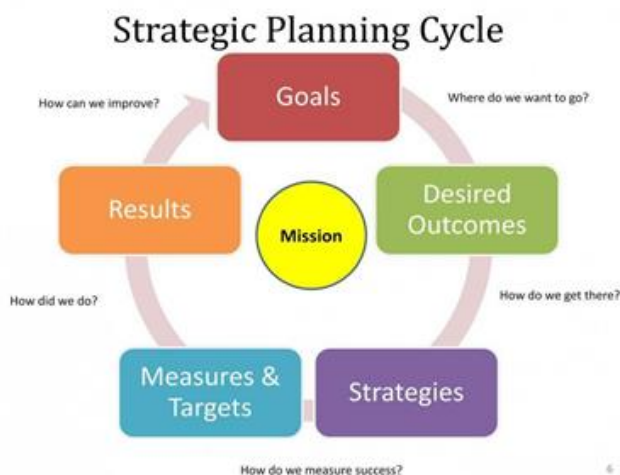 Strategic Planning Cycle
Goals
Where do we want to go?
Desired
Outcomes
How do we get there?
Strategies
How do we measure success?
Measures &
Targets
How did we do?
Results
How can we improve?
Mission
6